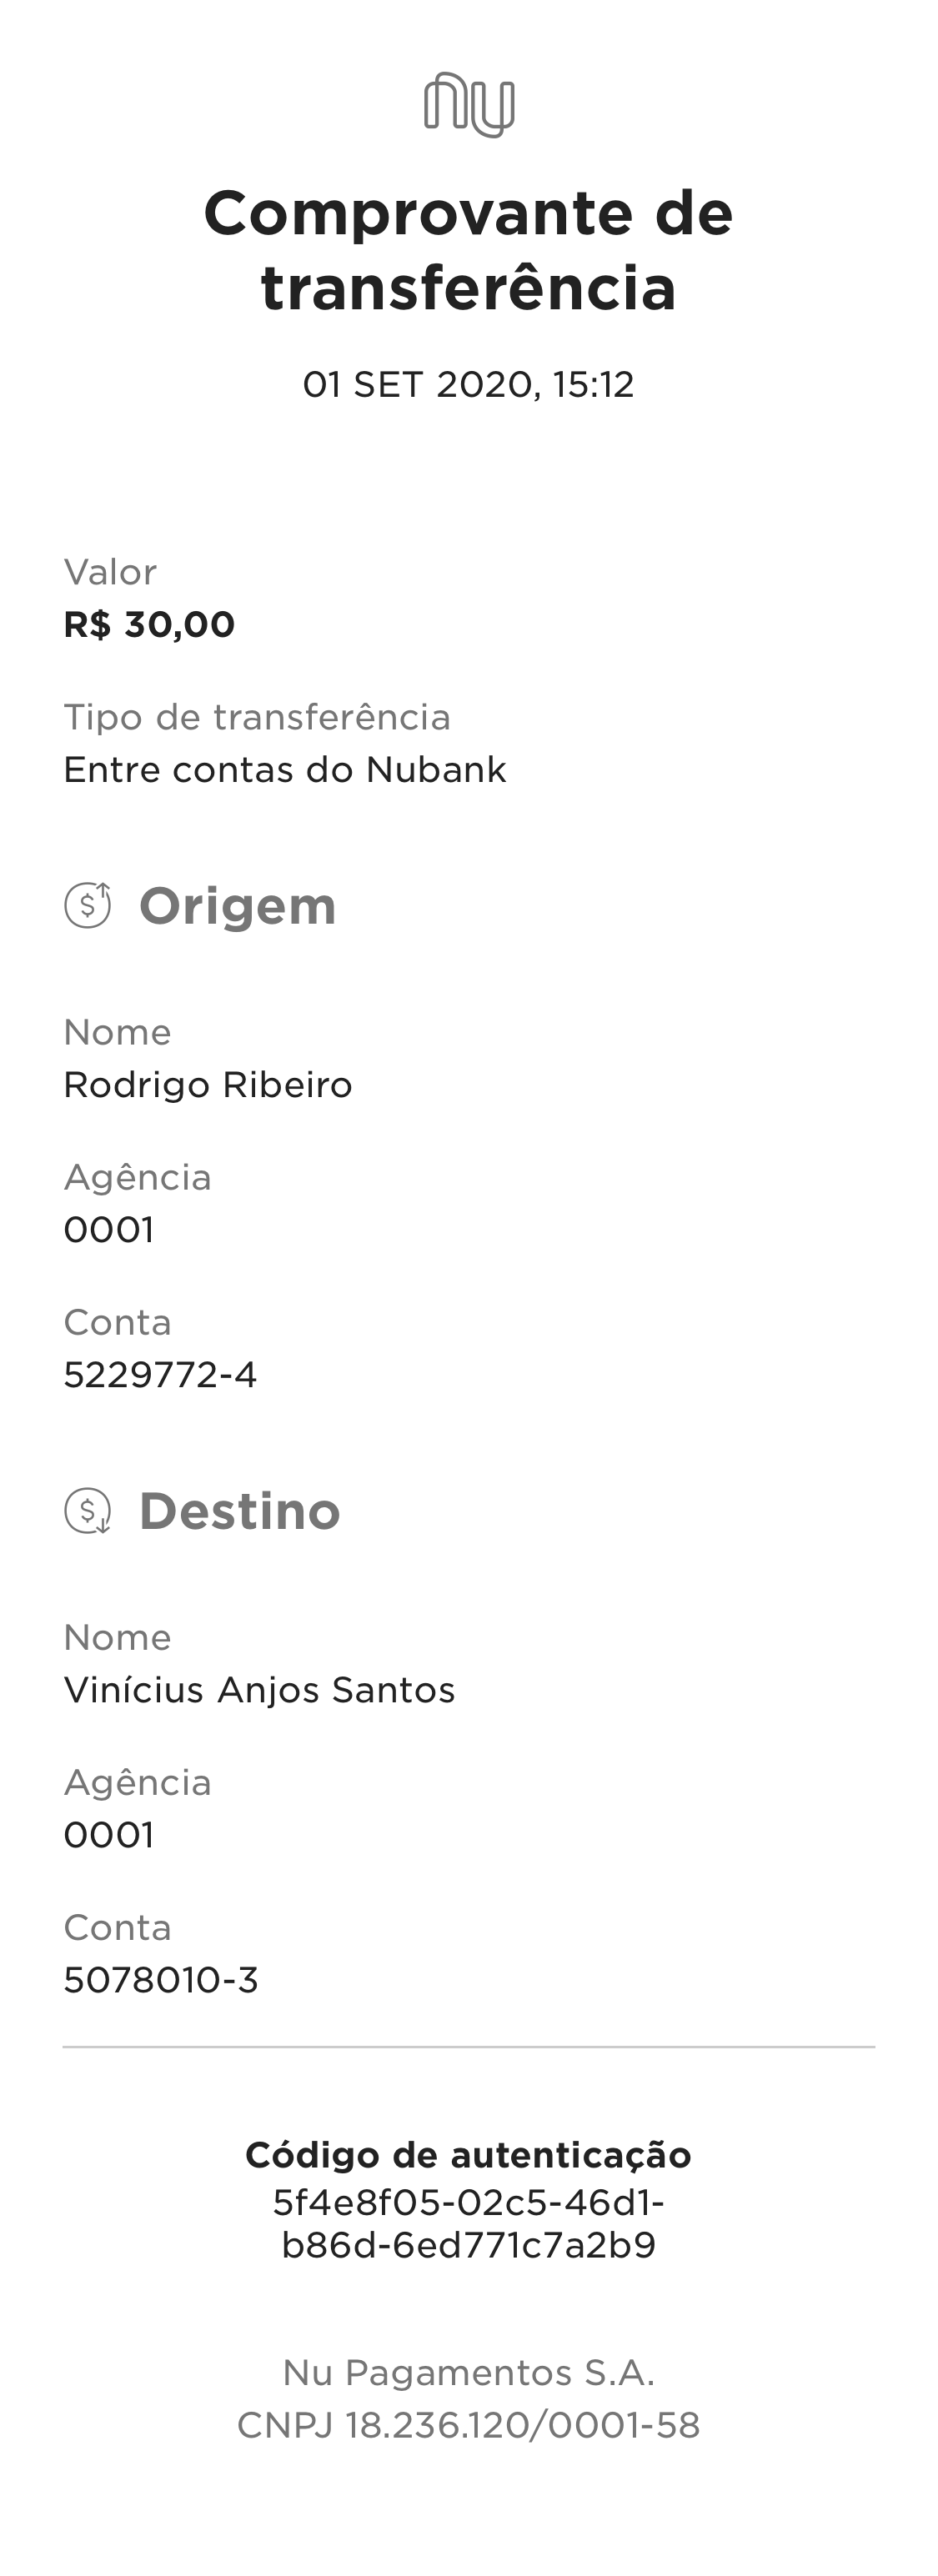 nu
Comprovante de
transferência
01 SET 2020, 15:12
Valor
R$ 30,00
Tipo de transferência
Entre contas do Nubank
Origem
Nome
Rodrigo Ribeiro
Agência
0001
Conta
5229772-4
Destino
Nome
Vinícius Anjos Santos
Agência
0001
Conta
5078010-3
Código de autenticação
5f4e8f05-02c5-46d1-
b86d-6ed771c7a2b9
Nu Pagamentos S.A.
CNPJ 18.236.120/0001-58